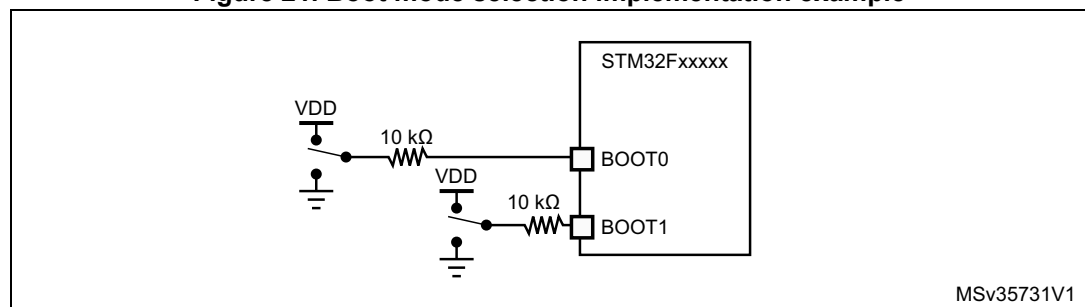 Figure 21. Boot mode selection implementation example
STM32Fxxxxx
VDD
10 kΩ
BOOT0
VDD
10 kΩ
BOOT1
MSv35731V1